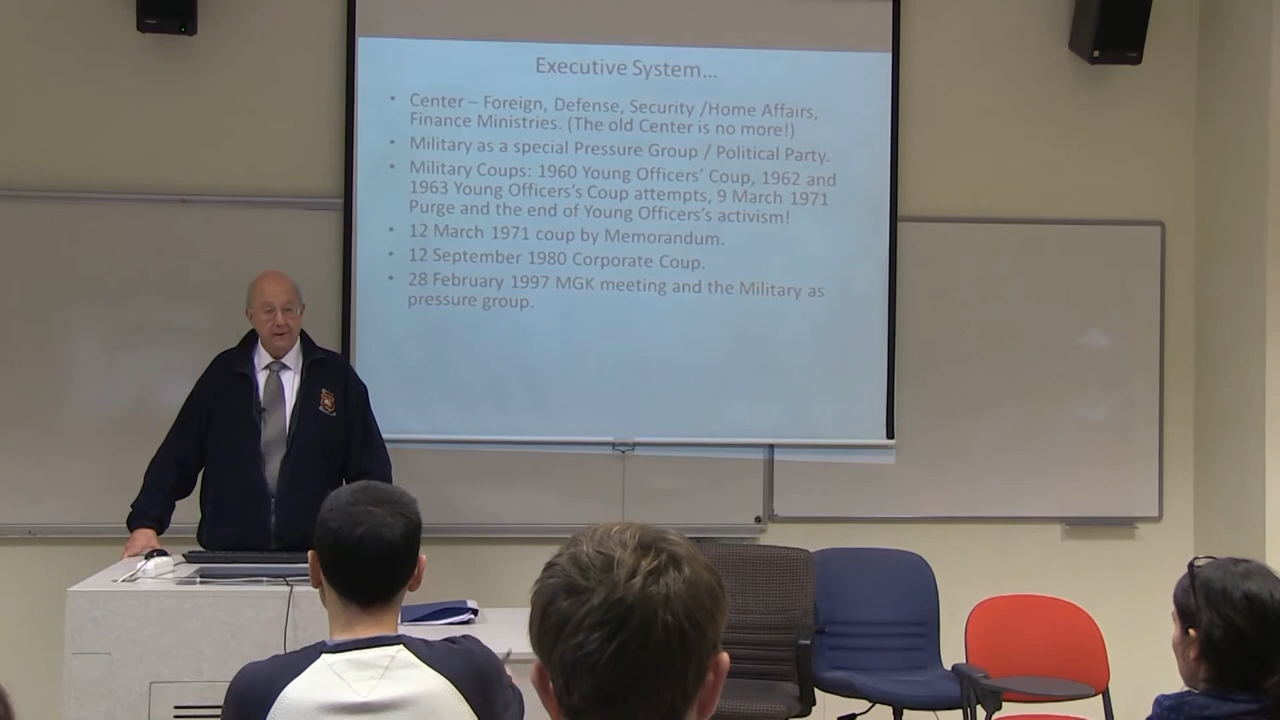 Executive System...
• Center – Foreign, Defense, Security /Home Affairs,
Finance Ministries. (The old Center is no more!)
• Military as a special Pressure Group / Political Party.
• Military Coups: 1960 Young Officers' Coup, 1962 and
1963 Young Officers's Coup attempts, 9 March 1971
Purge and the end of Young Officers's activism!
• 12 March 1971 coup by Memorandum.
• 12 September 1980 Corporate Coup.
• 28 February 1997 MGK meeting and the Military as
pressure group.